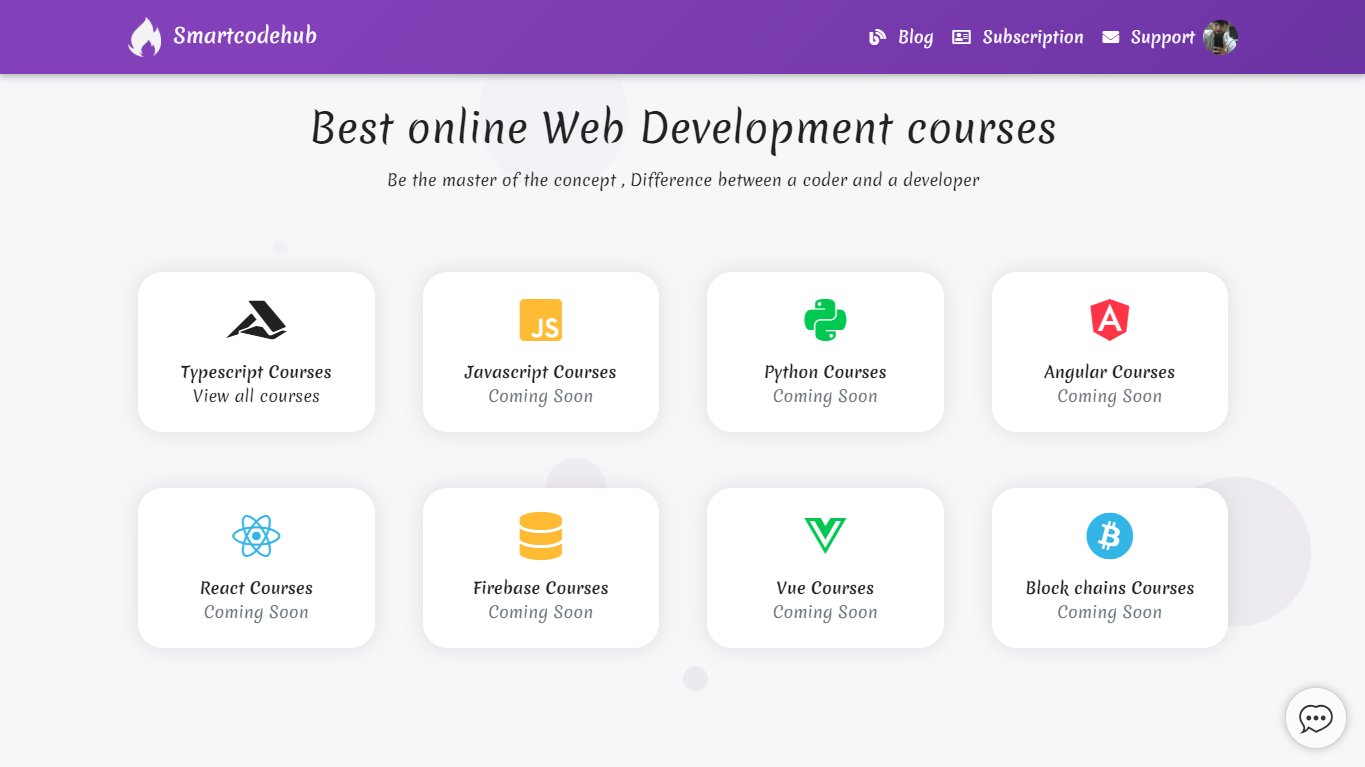 Smartcodehub
Blog Subscription Support
Best online Web Development courses
Be the master of the concept , Difference between a coder and a developer
JS
A
Typescript Courses
View all courses
Javascript Courses
Coming Soon
Python Courses
Coming Soon
Angular Courses
Coming Soon
React Courses
Coming Soon
Firebase Courses
Coming Soon
Vue Courses
Coming Soon
Block chains Courses
Coming Soon